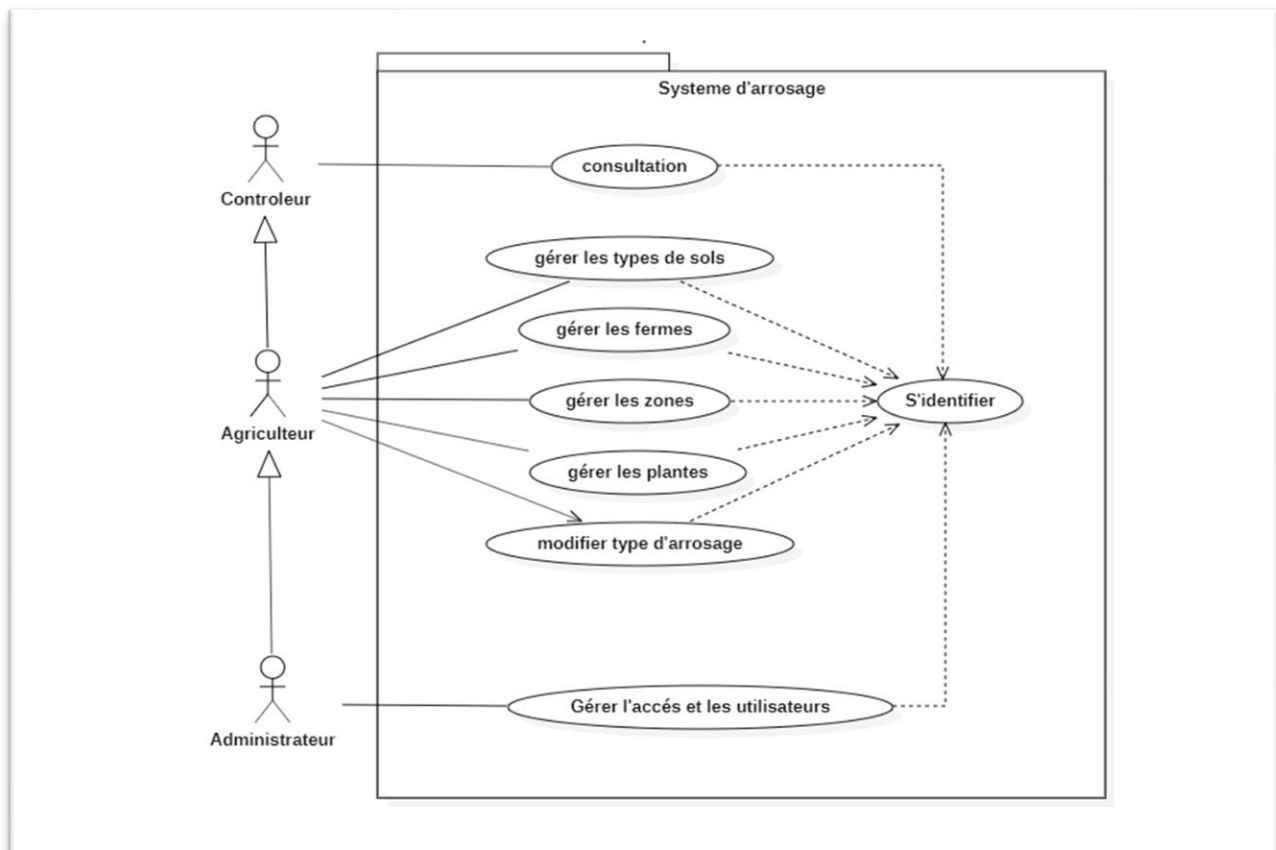 Systeme d'arrosage
Controleur
consultation
gérer les types de sols
gérer les fermes
Agriculteur
gérer les zones
S'identifier
gérer les plantes
modifier type d'arrosage
Administrateur
Gérer l'accés et les utilisateurs